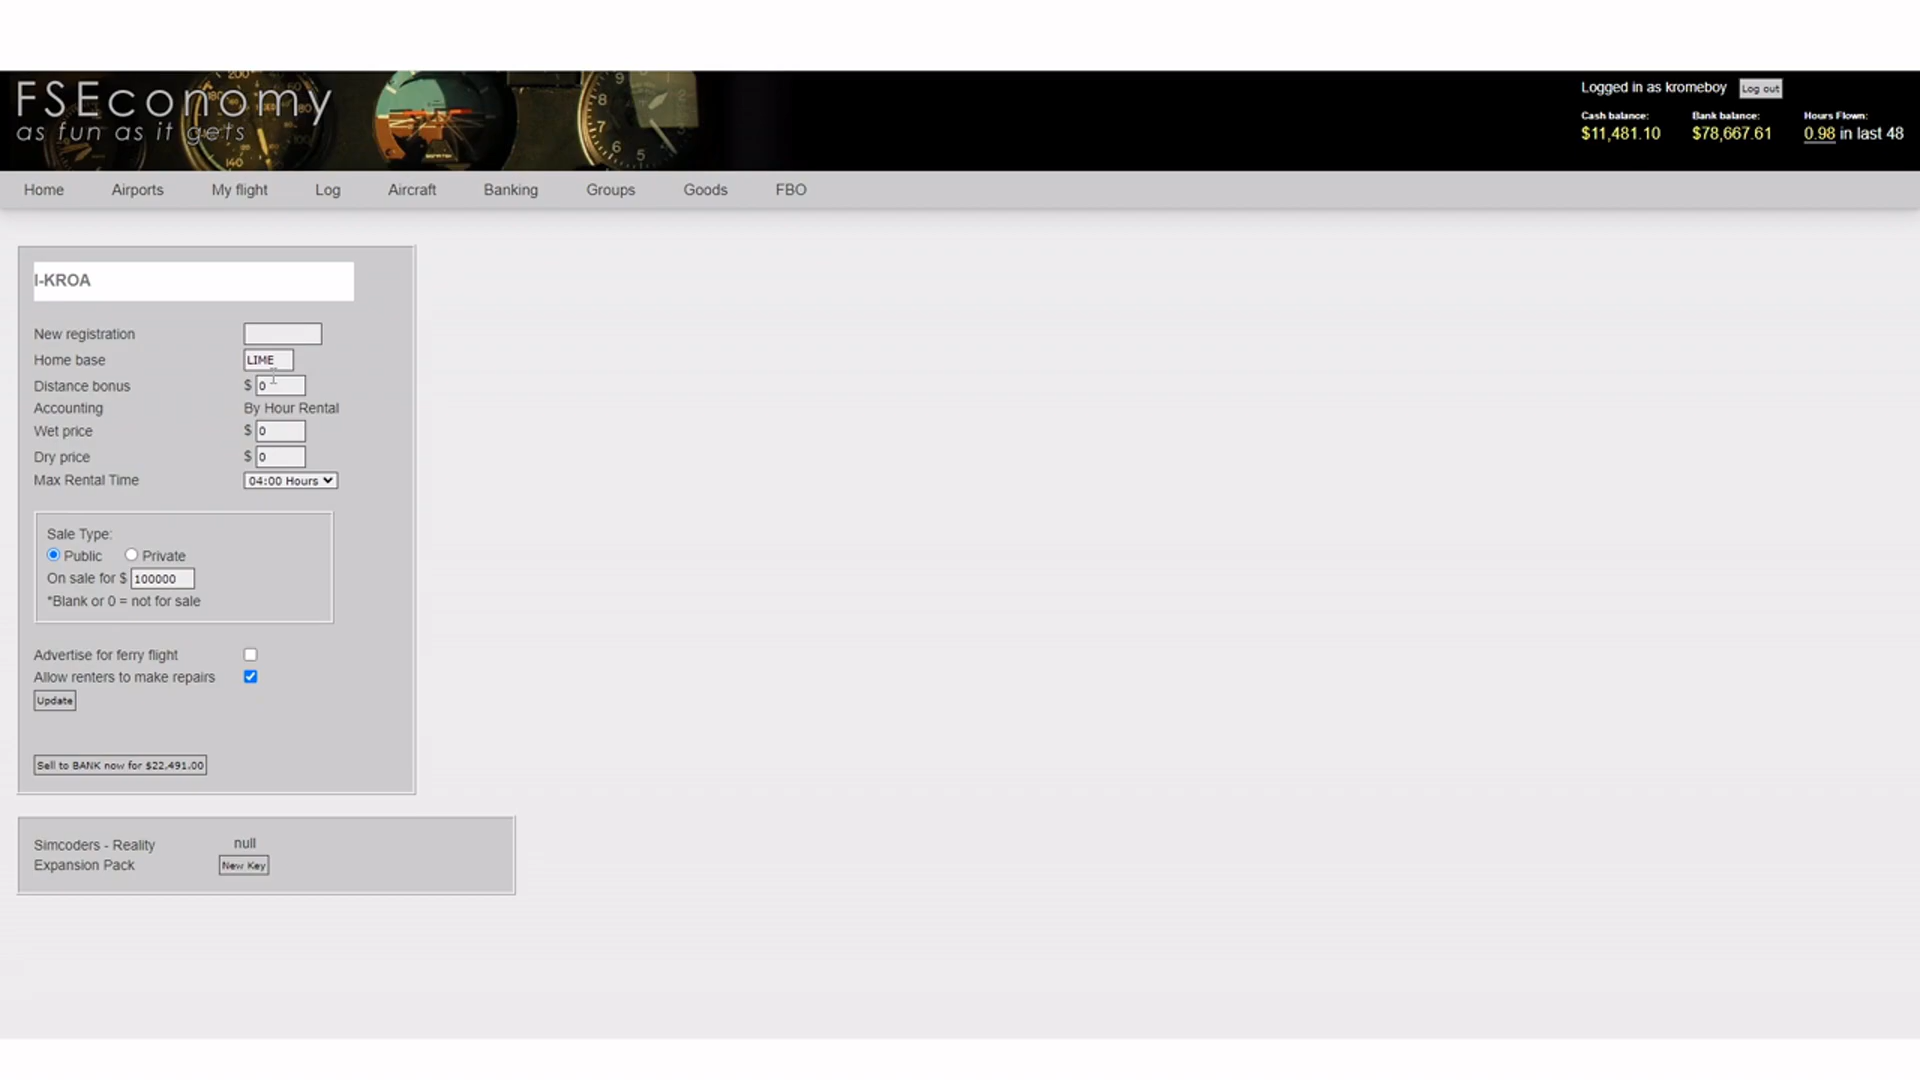 FSEconomy
as fun as it gets
Logged in as kromeboy Log out
Cash balance: Bank balance: Hours Flown:
$11,481.10 $78,667.61 0.98 in last 48
Home Airports My flight Log Aircraft Banking Groups Goods FBO
I-KROA
New registration
Home base LIME
Distance bonus $ 0
Accounting By Hour Rental
Wet price $ 0
Dry price $ 0
Max Rental Time 04:00 Hours
Sale Type:
Public Private
On sale for $ 100000
*Blank or 0 = not for sale
Advertise for ferry flight
Allow renters to make repairs
Update
Sell to BANK now for $22,491.00
Simcoders - Reality null
Expansion Pack New Key